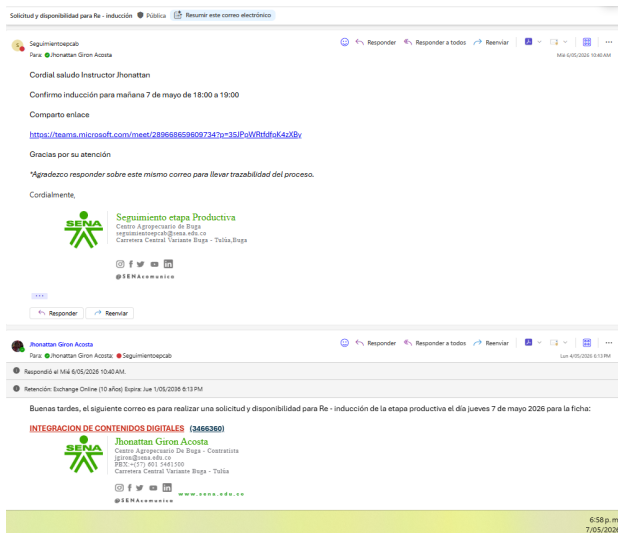 Solicitud y disponibilidad para Re - inducción Pública Resumir este correo electrónico
S
Seguimientoepcab
Responder Responder a todos Reenviar
Para: Jhonattan Giron Acosta
Mié 6/05/2026 10:40 AM
Cordial saludo Instructor Jhonattan
Confirmo inducción para mañana 7 de mayo de 18:00 a 19:00
Comparto enlace
https://teams.microsoft.com/meet/289668659609734?p=35JPpWRtfdfpK4zXBy
Gracias por su atención
*Agradezco responder sobre este mismo correo para llevar trazabilidad del proceso.
Cordialmente,
SENA
Seguimiento etapa Productiva
Centro Agropecuario de Buga
seguimientoepcab@sena.edu.co
Carretera Central Variante Buga - Tulúa,Buga
@SENAcomunica
Responder Reenviar
Jhonattan Giron Acosta
Responder Responder a todos Reenviar
Para: Jhonattan Giron Acosta; Seguimientoepcab
Lun 4/05/2026 6:13 PM
Respondió el Mié 6/05/2026 10:40 AM.
Retención: Exchange Online (10 años) Expira: Jue 1/05/2036 6:13 PM
Buenas tardes, el siguiente correo es para realizar una solicitud y disponibilidad para Re - inducción de la etapa productiva el día jueves 7 de mayo 2026 para la ficha:
INTEGRACION DE CONTENIDOS DIGITALES (3466360)
SENA
Jhonattan Giron Acosta
Centro Agropecuario De Buga - Contratista
jgiron@sena.edu.co
PBX:+(57) 601 5461500
Carretera Central Variante Buga - Tulúa
www.sena.edu.co
@SENAcomunica
6:58 p. m
7/05/2026